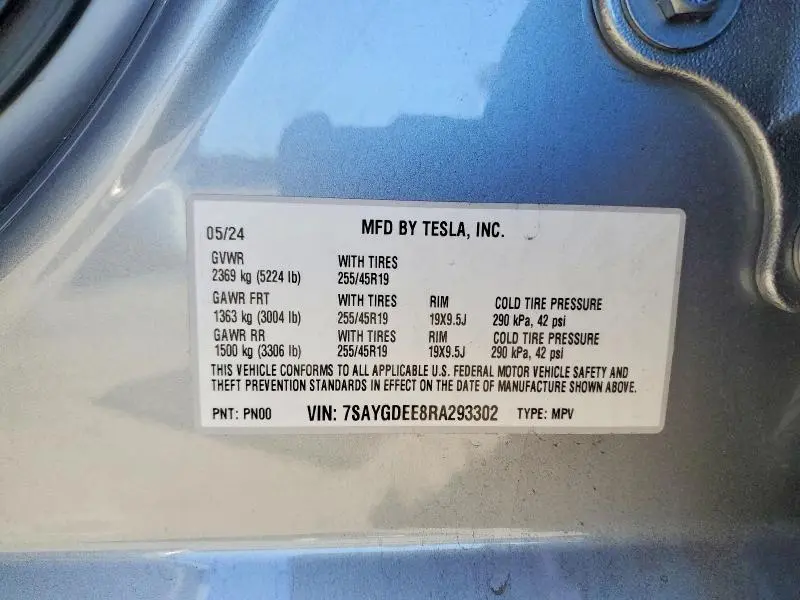 05/24 MFD BY TESLA, INC.
GVWR WITH TIRES
2369 kg (5224 lb) 255/45R19
GAWR FRT WITH TIRES RIM COLD TIRE PRESSURE
1363 kg (3004 lb) 255/45R19 19X9.5J 290 kPa, 42 psi
GAWR RR WITH TIRES RIM COLD TIRE PRESSURE
1500 kg (3306 lb) 255/45R19 19X9.5J 290 kPa, 42 psi
THIS VEHICLE CONFORMS TO ALL APPLICABLE U.S. FEDERAL MOTOR VEHICLE SAFETY AND
THEFT PREVENTION STANDARDS IN EFFECT ON THE DATE OF MANUFACTURE SHOWN ABOVE.
PNT: PN00 VIN: 7SAYGDEE8RA293302 TYPE: MPV